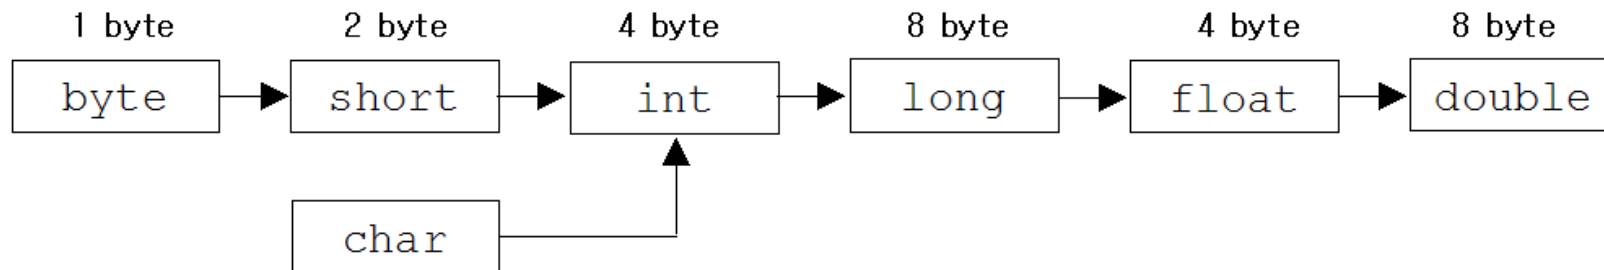 1 byte 2 byte 4 byte 8 byte 4 byte 8 byte
byte short int long float double
char